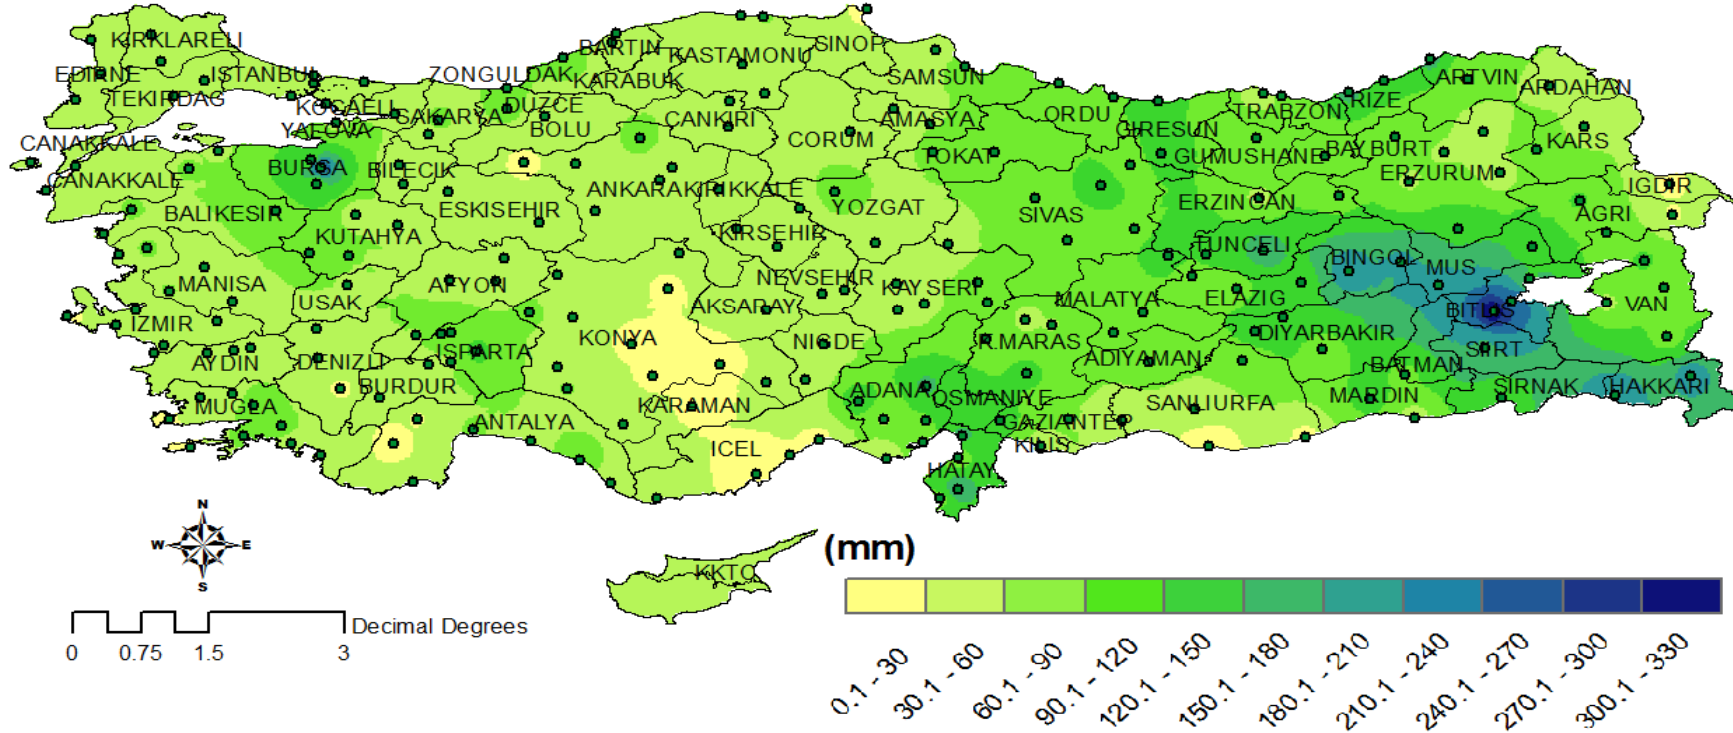 KIRKLARELI
BARTIN
KASTAMONU
SINOP
EDIRNE
ISTANBUL
ZONGULDAK
KARABUK
SAMSUN
ARTVIN
ARDAHAN
TEKIRDAG
KOCAELI
SAKARYA
DUZCE
CANKIRI
AMASYA
ORDU
TRABZON
RIZE
CANAKKALE
YALOVA
BOLU
CORUM
GIRESUN
KARS
BURSA
BILECIK
TOKAT
GUMUSHANE
BAYBURT
CANAKKALE
ANKARA
KIRIKKALE
ERZURUM
IGDIR
BALIKESIR
ESKISEHIR
YOZGAT
SIVAS
ERZINCAN
AGRI
KUTAHYA
KIRSEHIR
TUNCELI
BINGOL
MUS
MANISA
USAK
AFYON
NEVSEHIR
KAYSERI
MALATYA
ELAZIG
VAN
AKSARAY
BITLIS
IZMIR
KONYA
NIGDE
K.MARAS
DIYARBAKIR
AYDIN
DENIZLI
ISPARTA
ADIYAMAN
SIIRT
BATMAN
BURDUR
ADANA
OSMANIYE
SIRNAK
HAKKARI
MUGLA
KARAMAN
SANLIURFA
MARDIN
ANTALYA
GAZIANTEP
ICEL
KILIS
HATAY
N
W
E
S
KKTC
(mm)
Decimal Degrees
0 0.75 1.5 3
0.1 - 30
30.1 - 60
60.1 - 90
90.1 - 120
120.1 - 150
150.1 - 180
180.1 - 210
210.1 - 240
240.1 - 270
270.1 - 300
300.1 - 330